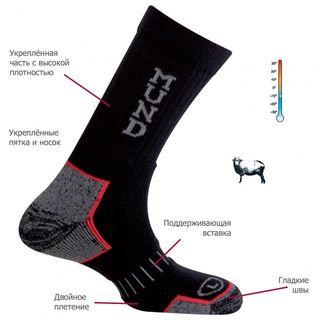 Укреплённая
часть с высокой
плотностью
MUND
Укреплённые
пятка и носок
Поддерживающая
вставка
Гладкие
швы
Двойное
плетение